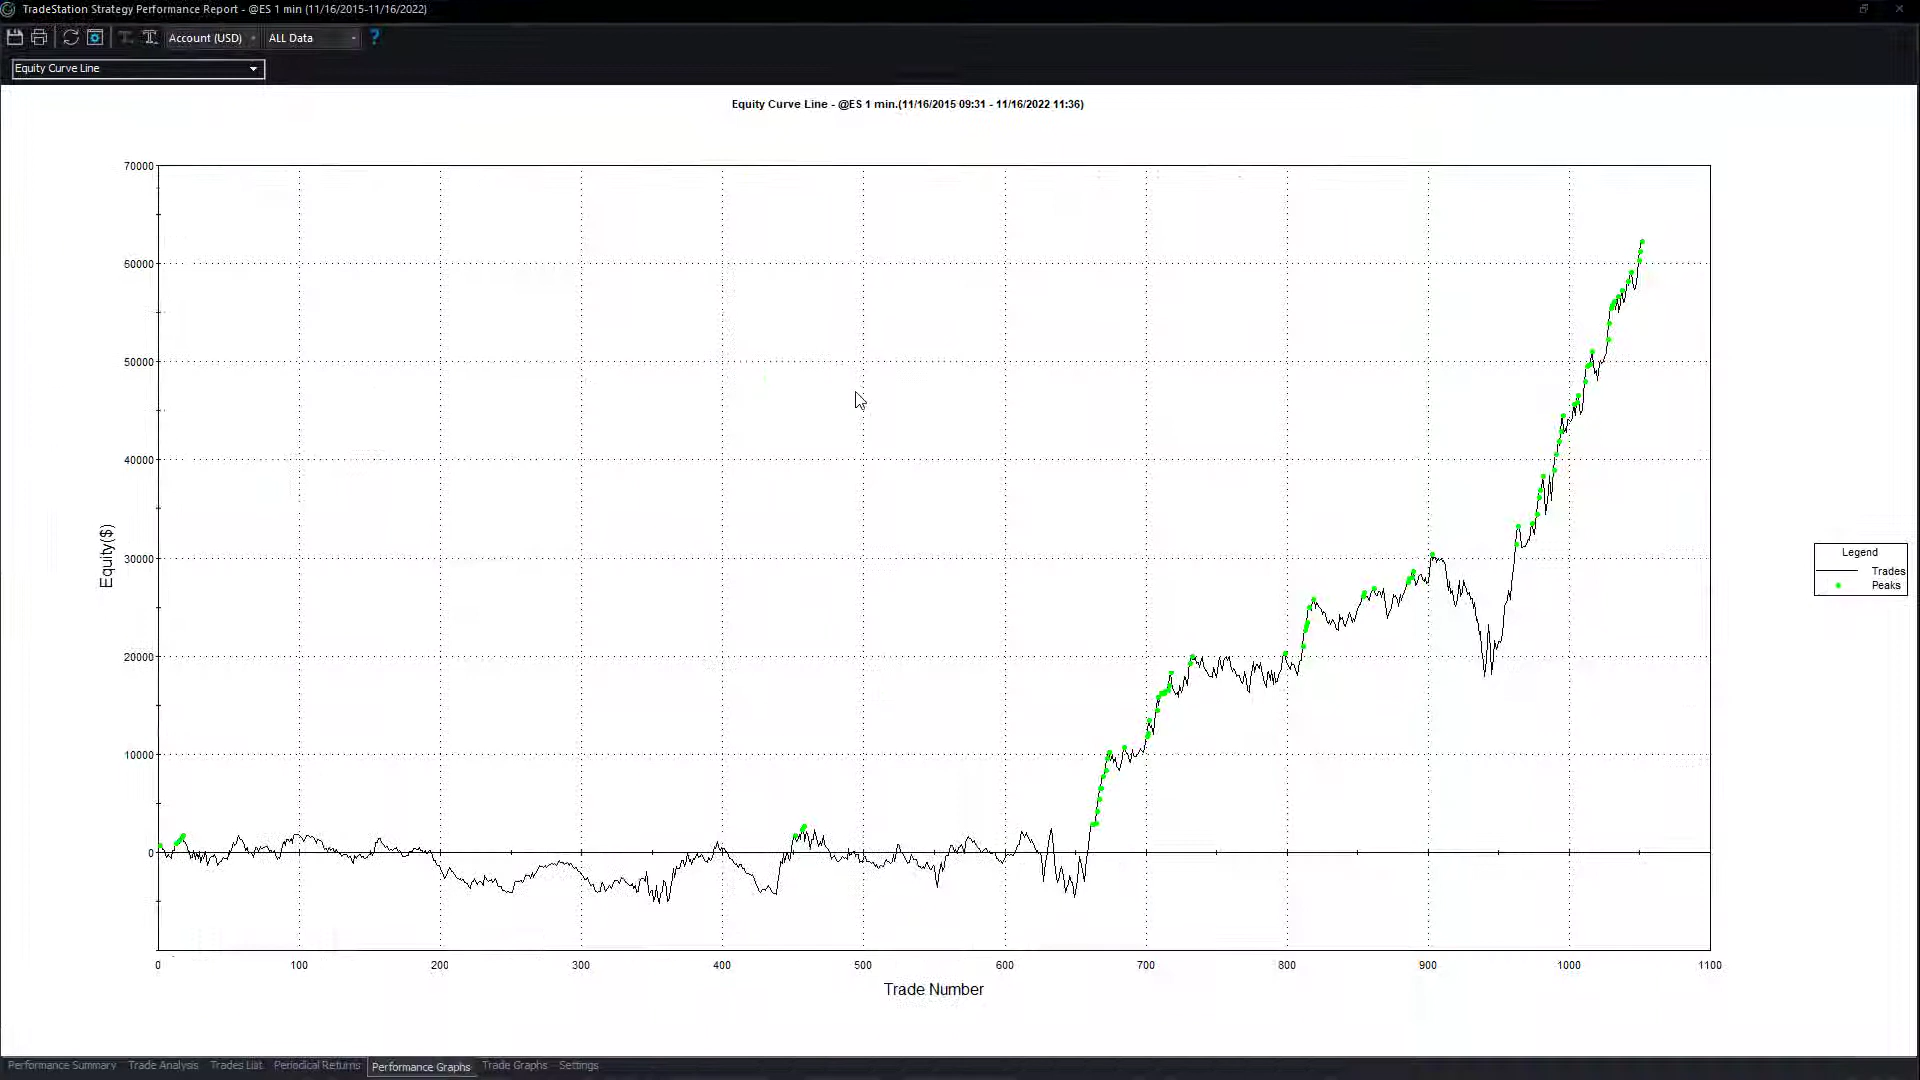 TradeStation Strategy Performance Report - @ES 1 min (11/16/2015-11/16/2022)
Account (USD) ALL Data ?
Equity Curve Line
Equity Curve Line - @ES 1 min.(11/16/2015 09:31 - 11/16/2022 11:36)
70000
60000
50000
40000
30000
20000
10000
0
Equity($)
Legend
Trades
Peaks
0 100 200 300 400 500 600 700 800 900 1000 1100
Trade Number
Performance Summary Trade Analysis Trades List Periodical Returns Performance Graphs Trade Graphs Settings